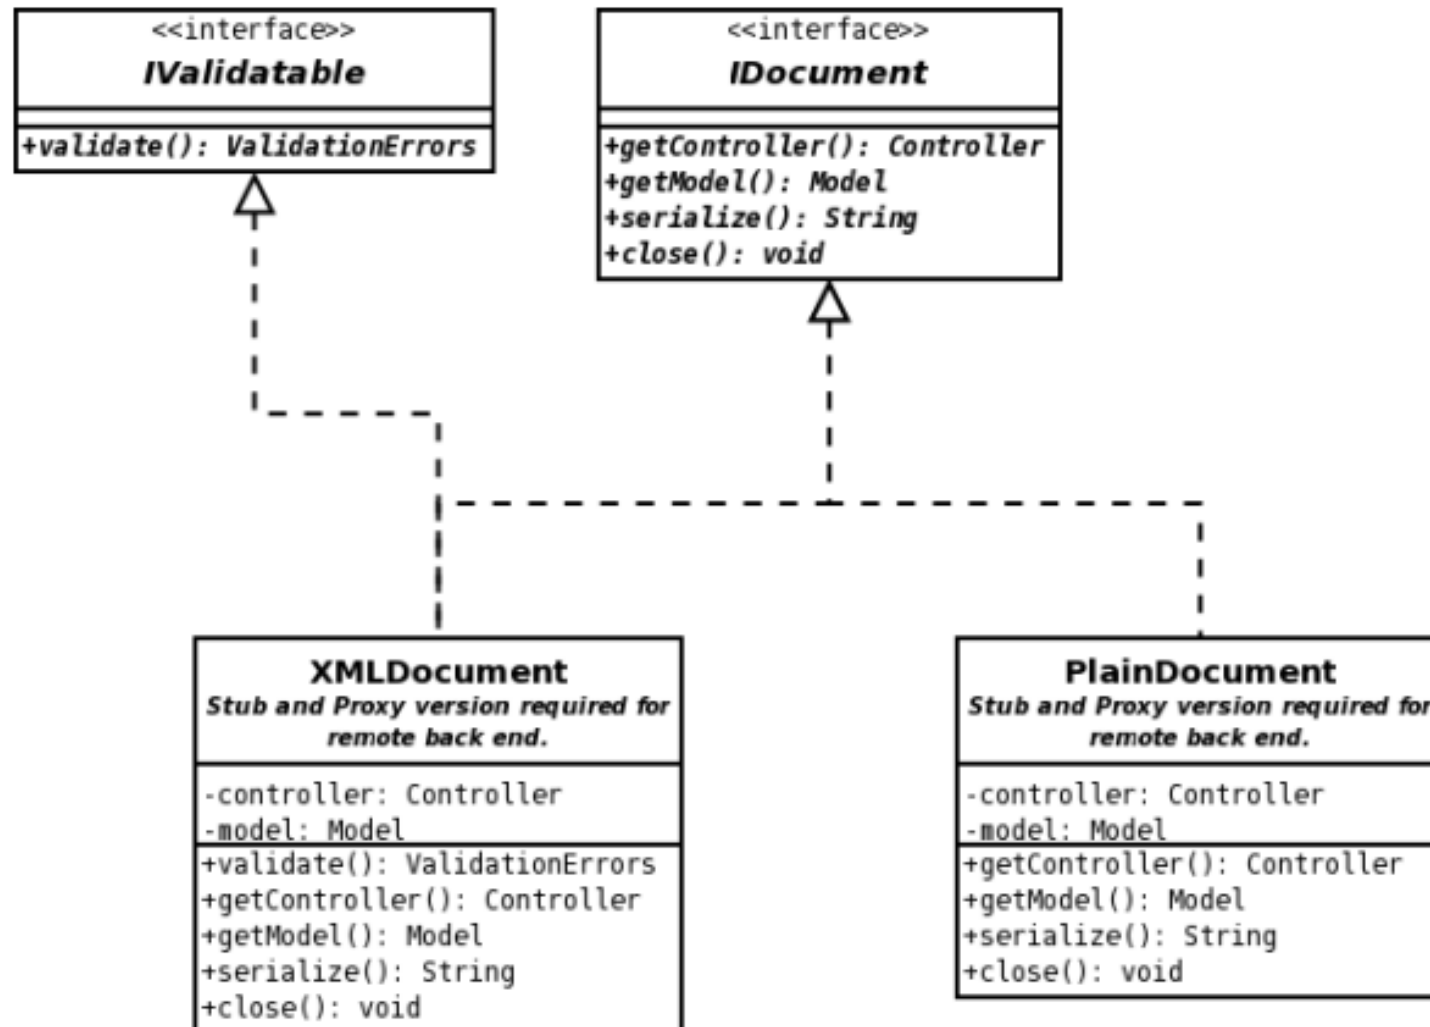 <<interface>>
IValidatable
+validate(): ValidationErrors
<<interface>>
IDocument
+getController(): Controller
+getModel(): Model
+serialize(): String
+close(): void
XMLDocument
Stub and Proxy version required for
remote back end.
-controller: Controller
-model: Model
+validate(): ValidationErrors
+getController(): Controller
+getModel(): Model
+serialize(): String
+close(): void
PlainDocument
Stub and Proxy version required for
remote back end.
-controller: Controller
-model: Model
+getController(): Controller
+getModel(): Model
+serialize(): String
+close(): void